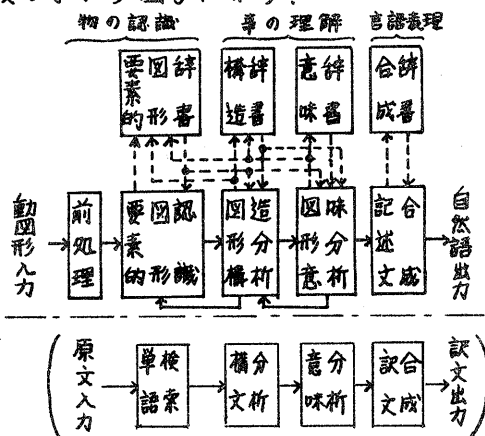 物の認識
事の理解
言語處理
要素的
図形
辞書
構造
辞書
意味
辞書
合成
辞書
動図形入力
前処理
要素的
図形
認識
図形構
造分析
図形意
味分析
記述文
合成
自然語出力
原文入力
単語
検索
構文
分析
意味
分析
訳文
合成
訳文出力